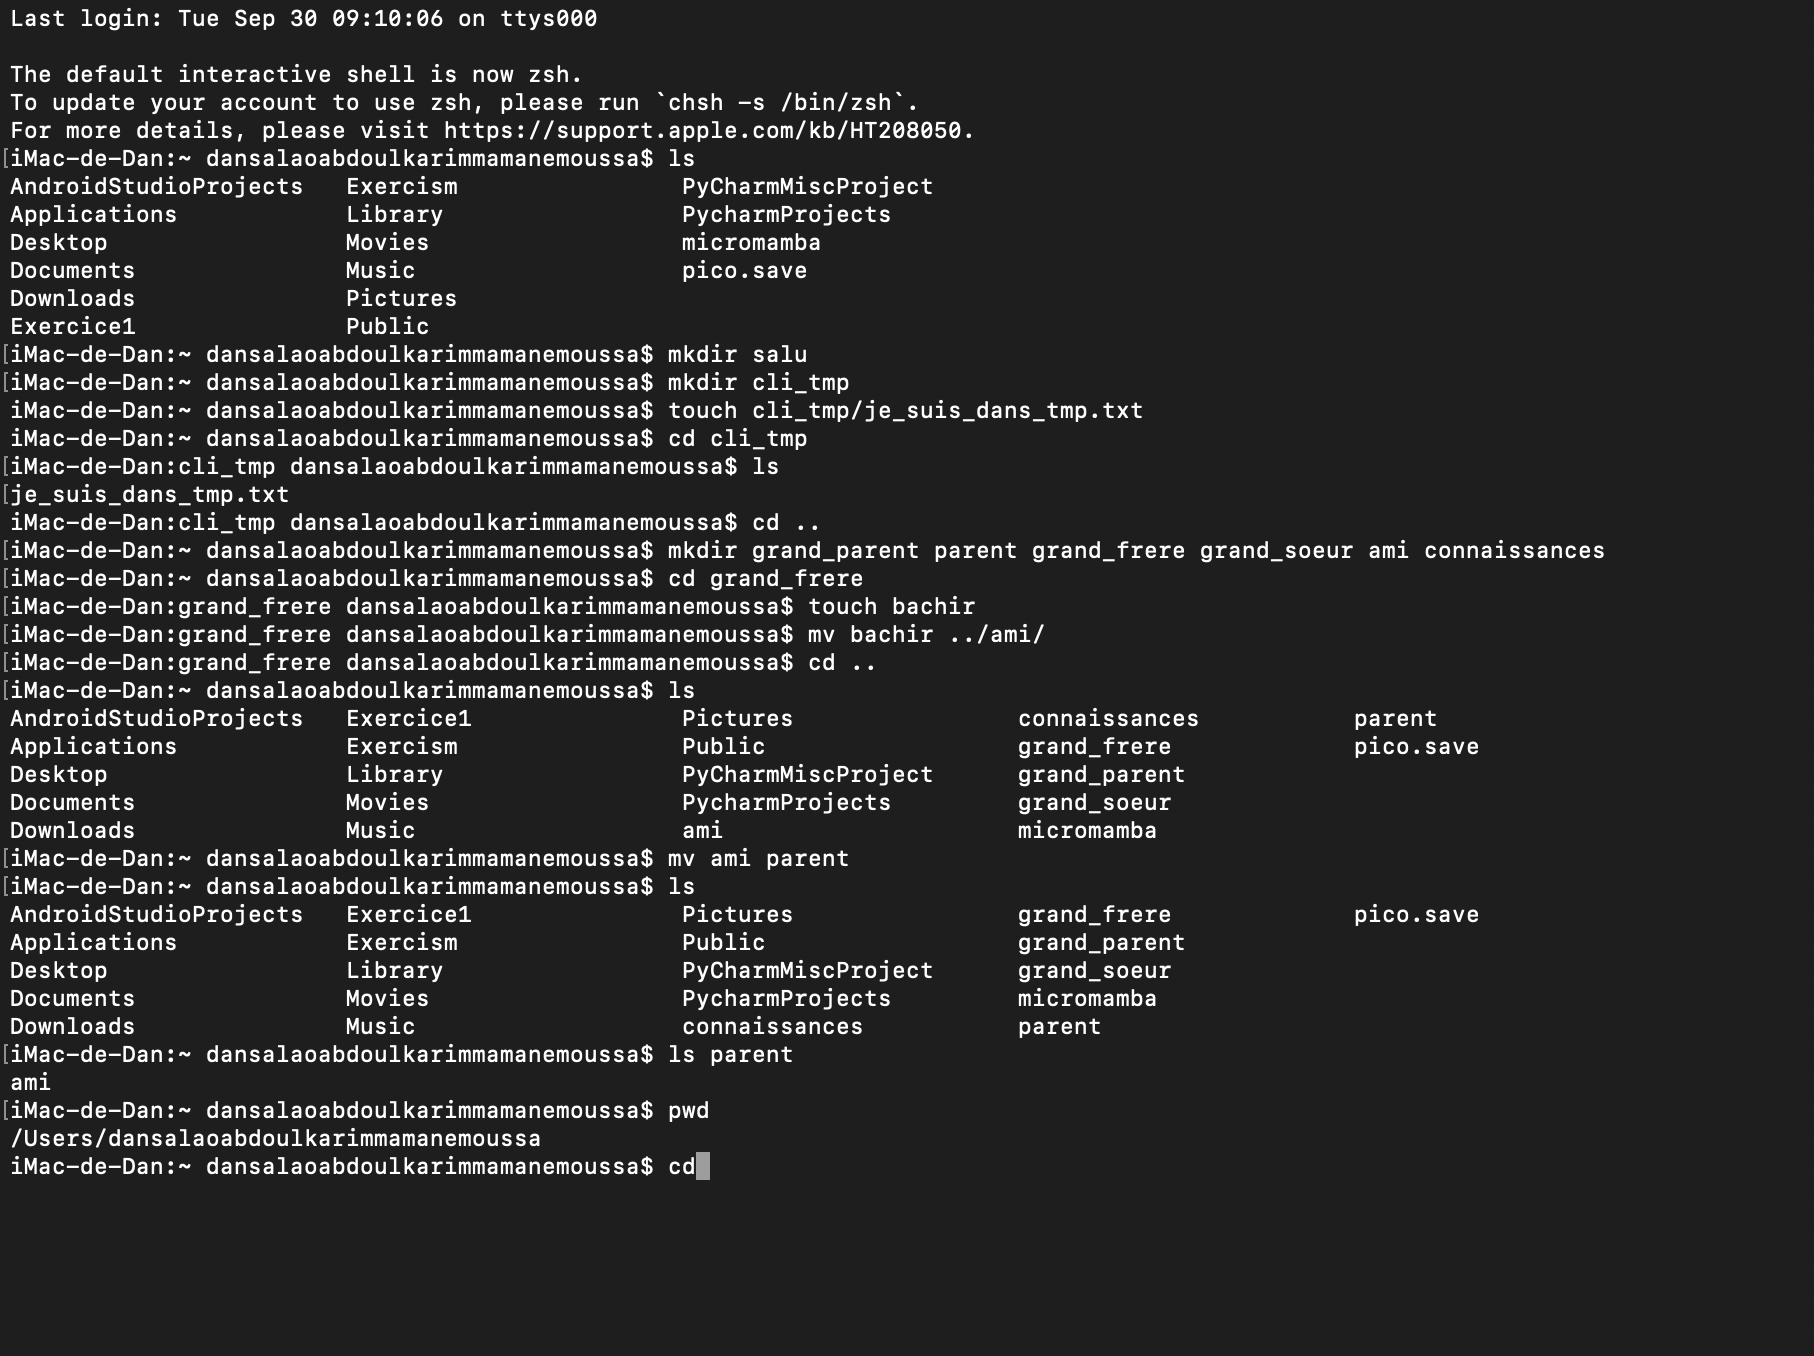 Last login: Tue Sep 30 09:10:06 on ttys000

The default interactive shell is now zsh.
To update your account to use zsh, please run `chsh -s /bin/zsh`.
For more details, please visit https://support.apple.com/kb/HT208050.
[iMac-de-Dan:~ dansalaoabdoulkarimmamanemoussa$ ls
AndroidStudioProjects   Exercism                PyCharmMiscProject
Applications            Library                 PycharmProjects
Desktop                 Movies                  micromamba
Documents               Music                   pico.save
Downloads               Pictures
Exercice1               Public
[iMac-de-Dan:~ dansalaoabdoulkarimmamanemoussa$ mkdir salu
[iMac-de-Dan:~ dansalaoabdoulkarimmamanemoussa$ mkdir cli_tmp
iMac-de-Dan:~ dansalaoabdoulkarimmamanemoussa$ touch cli_tmp/je_suis_dans_tmp.txt
iMac-de-Dan:~ dansalaoabdoulkarimmamanemoussa$ cd cli_tmp
[iMac-de-Dan:cli_tmp dansalaoabdoulkarimmamanemoussa$ ls
[je_suis_dans_tmp.txt
iMac-de-Dan:cli_tmp dansalaoabdoulkarimmamanemoussa$ cd ..
[iMac-de-Dan:~ dansalaoabdoulkarimmamanemoussa$ mkdir grand_parent parent grand_frere grand_soeur ami connaissances
[iMac-de-Dan:~ dansalaoabdoulkarimmamanemoussa$ cd grand_frere
[iMac-de-Dan:grand_frere dansalaoabdoulkarimmamanemoussa$ touch bachir
[iMac-de-Dan:grand_frere dansalaoabdoulkarimmamanemoussa$ mv bachir ../ami/
[iMac-de-Dan:grand_frere dansalaoabdoulkarimmamanemoussa$ cd ..
[iMac-de-Dan:~ dansalaoabdoulkarimmamanemoussa$ ls
AndroidStudioProjects   Exercice1               Pictures                connaissances           parent
Applications            Exercism                Public                  grand_frere             pico.save
Desktop                 Library                 PyCharmMiscProject      grand_parent
Documents               Movies                  PycharmProjects         grand_soeur
Downloads               Music                   ami                     micromamba
[iMac-de-Dan:~ dansalaoabdoulkarimmamanemoussa$ mv ami parent
[iMac-de-Dan:~ dansalaoabdoulkarimmamanemoussa$ ls
AndroidStudioProjects   Exercice1               Pictures                grand_frere             pico.save
Applications            Exercism                Public                  grand_parent
Desktop                 Library                 PyCharmMiscProject      grand_soeur
Documents               Movies                  PycharmProjects         micromamba
Downloads               Music                   connaissances           parent
[iMac-de-Dan:~ dansalaoabdoulkarimmamanemoussa$ ls parent
ami
[iMac-de-Dan:~ dansalaoabdoulkarimmamanemoussa$ pwd
/Users/dansalaoabdoulkarimmamanemoussa
iMac-de-Dan:~ dansalaoabdoulkarimmamanemoussa$ cd